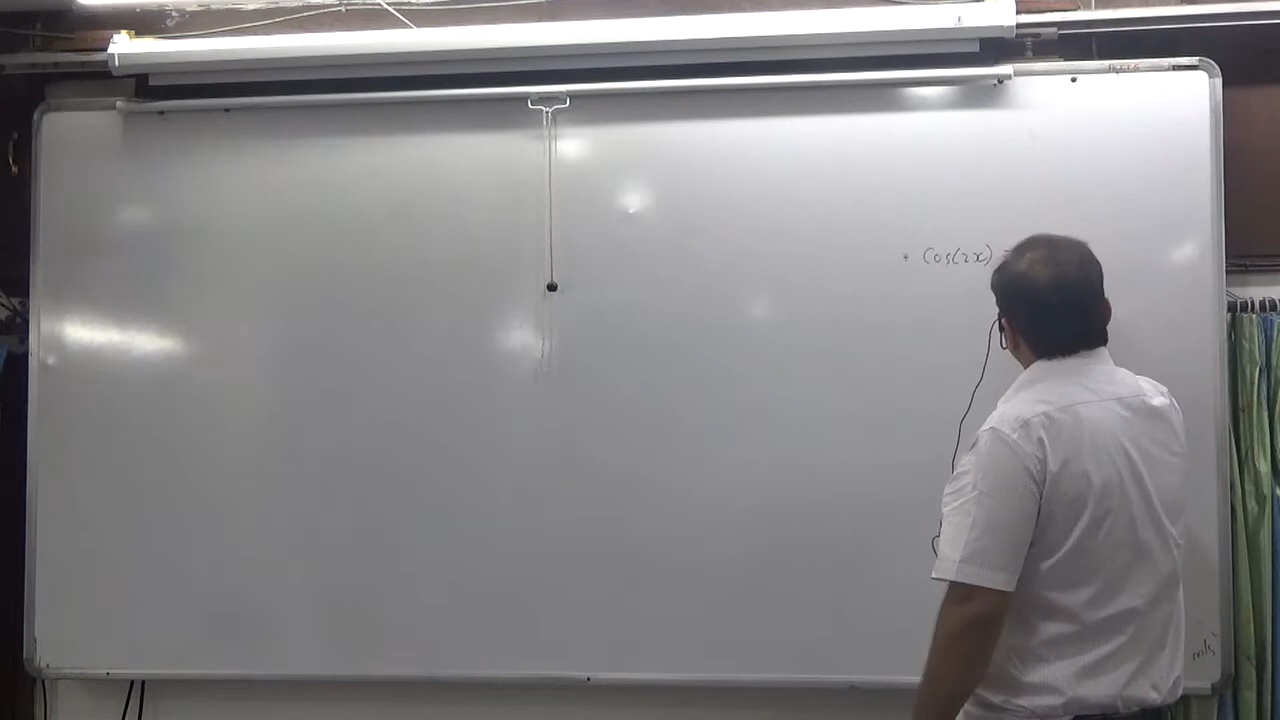 * Cos(2x) =